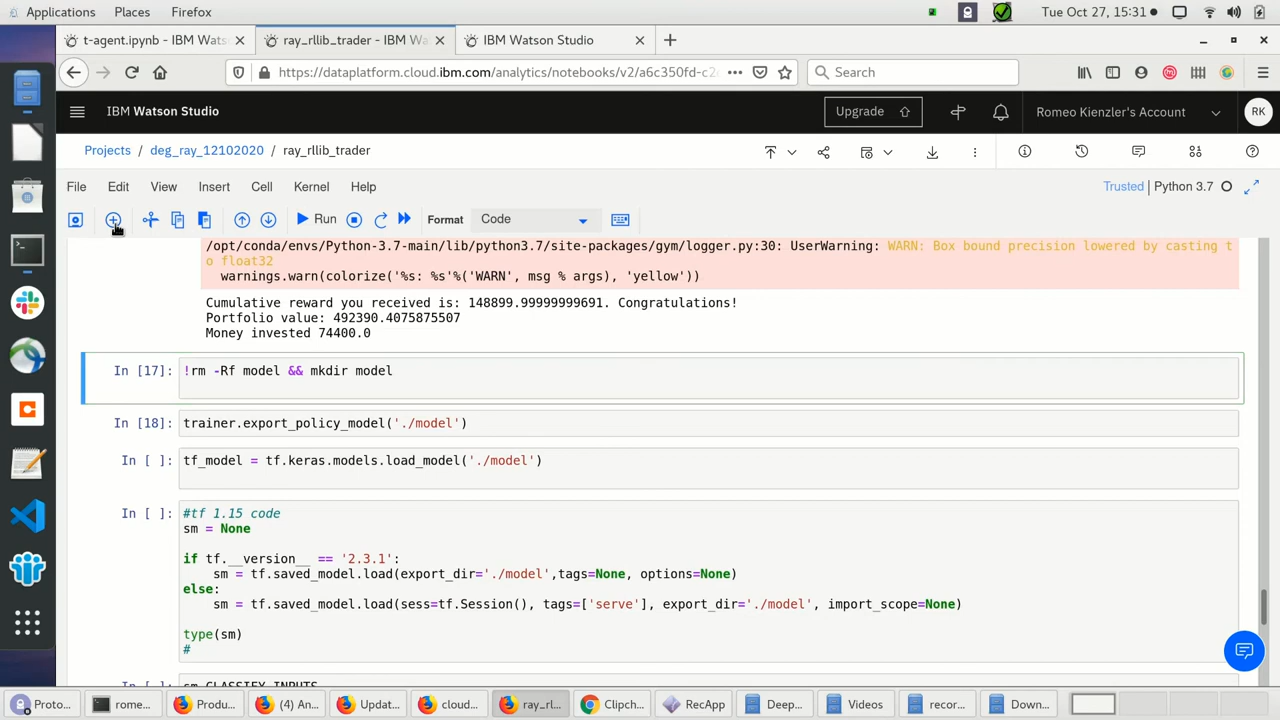 Applications Places Firefox Tue Oct 27, 15:31
t-agent.ipynb - IBM Wats ray_rllib_trader - IBM Wa IBM Watson Studio
https://dataplatform.cloud.ibm.com/analytics/notebooks/v2/a6c350fd-c2 Search
IBM Watson Studio Upgrade Romeo Kienzler's Account RK
Projects / deg_ray_12102020 / ray_rllib_trader
File Edit View Insert Cell Kernel Help Trusted Python 3.7
Run Format Code
/opt/conda/envs/Python-3.7-main/lib/python3.7/site-packages/gym/logger.py:30: UserWarning: WARN: Box bound precision lowered by casting t
o float32
warnings.warn(colorize('%s: %s'%('WARN', msg % args), 'yellow'))
Cumulative reward you received is: 148899.99999999691. Congratulations!
Portfolio value: 492390.4075875507
Money invested 74400.0
In [17]: !rm -Rf model && mkdir model
In [18]: trainer.export_policy_model('./model')
In [ ]: tf_model = tf.keras.models.load_model('./model')
In [ ]: #tf 1.15 code
sm = None
if tf.__version__ == '2.3.1':
sm = tf.saved_model.load(export_dir='./model',tags=None, options=None)
else:
sm = tf.saved_model.load(sess=tf.Session(), tags=['serve'], export_dir='./model', import_scope=None)
type(sm)
#
sm CLASSIFY INPUTS
Proto... rome... Produ... (4) n... Updat... cloud... ray_rl... Clipch... RecApp Deep... Videos recor... Down...